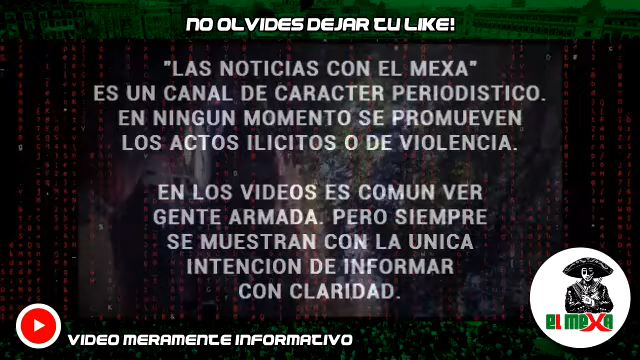 NO OLVIDES DEJAR TU LIKE!
"LAS NOTICIAS CON EL MEXA"
ES UN CANAL DE CARACTER PERIODISTICO.
EN NINGUN MOMENTO SE PROMUEVEN
LOS ACTOS ILICITOS O DE VIOLENCIA.
EN LOS VIDEOS ES COMUN VER
GENTE ARMADA. PERO SIEMPRE
SE MUESTRAN CON LA UNICA
INTENCION DE INFORMAR
CON CLARIDAD.
EL MEXA
VIDEO MERAMENTE INFORMATIVO